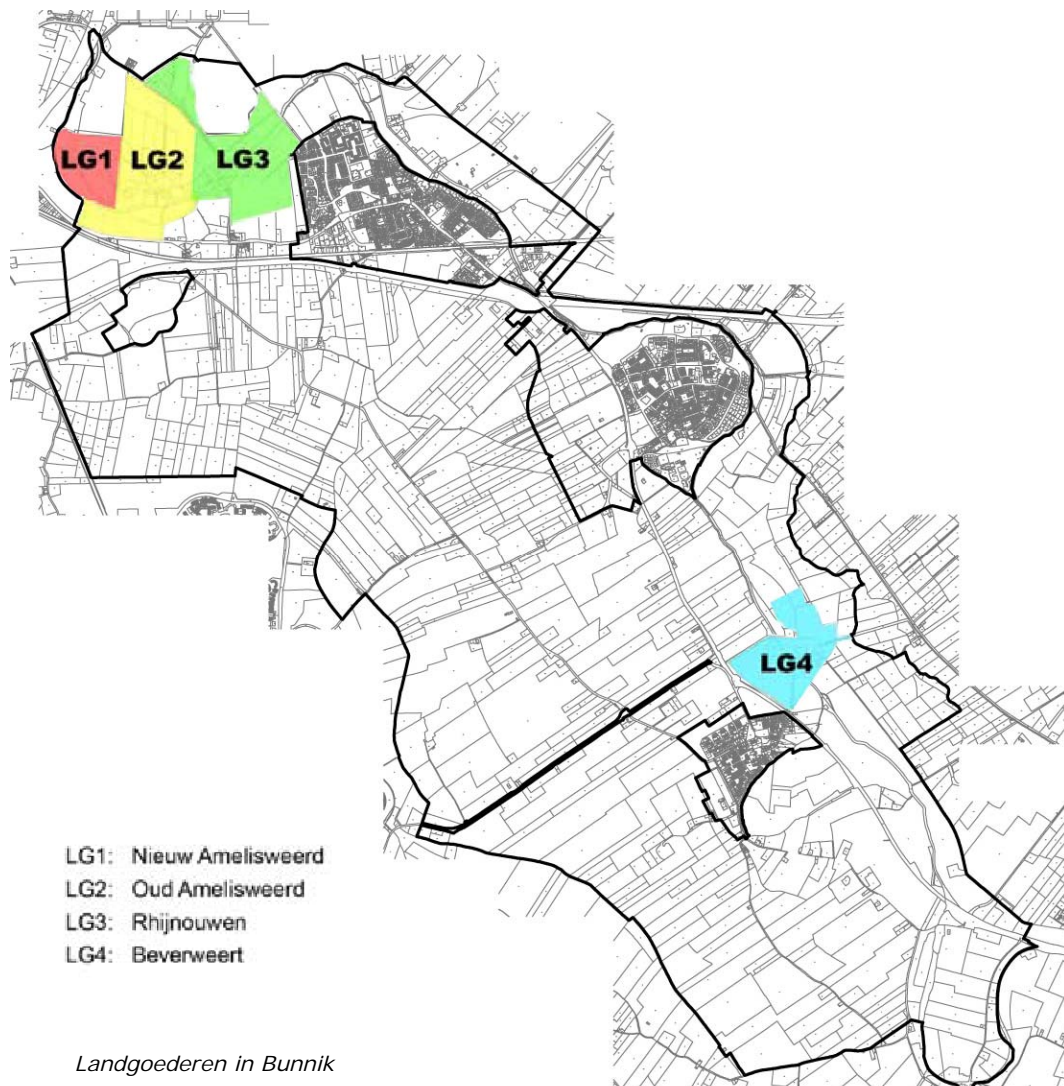 LG1 LG2 LG3
LG4
LG1: Nieuw Amelisweerd
LG2: Oud Amelisweerd
LG3: Rhijnouwen
LG4: Beverweert
Landgoederen in Bunnik